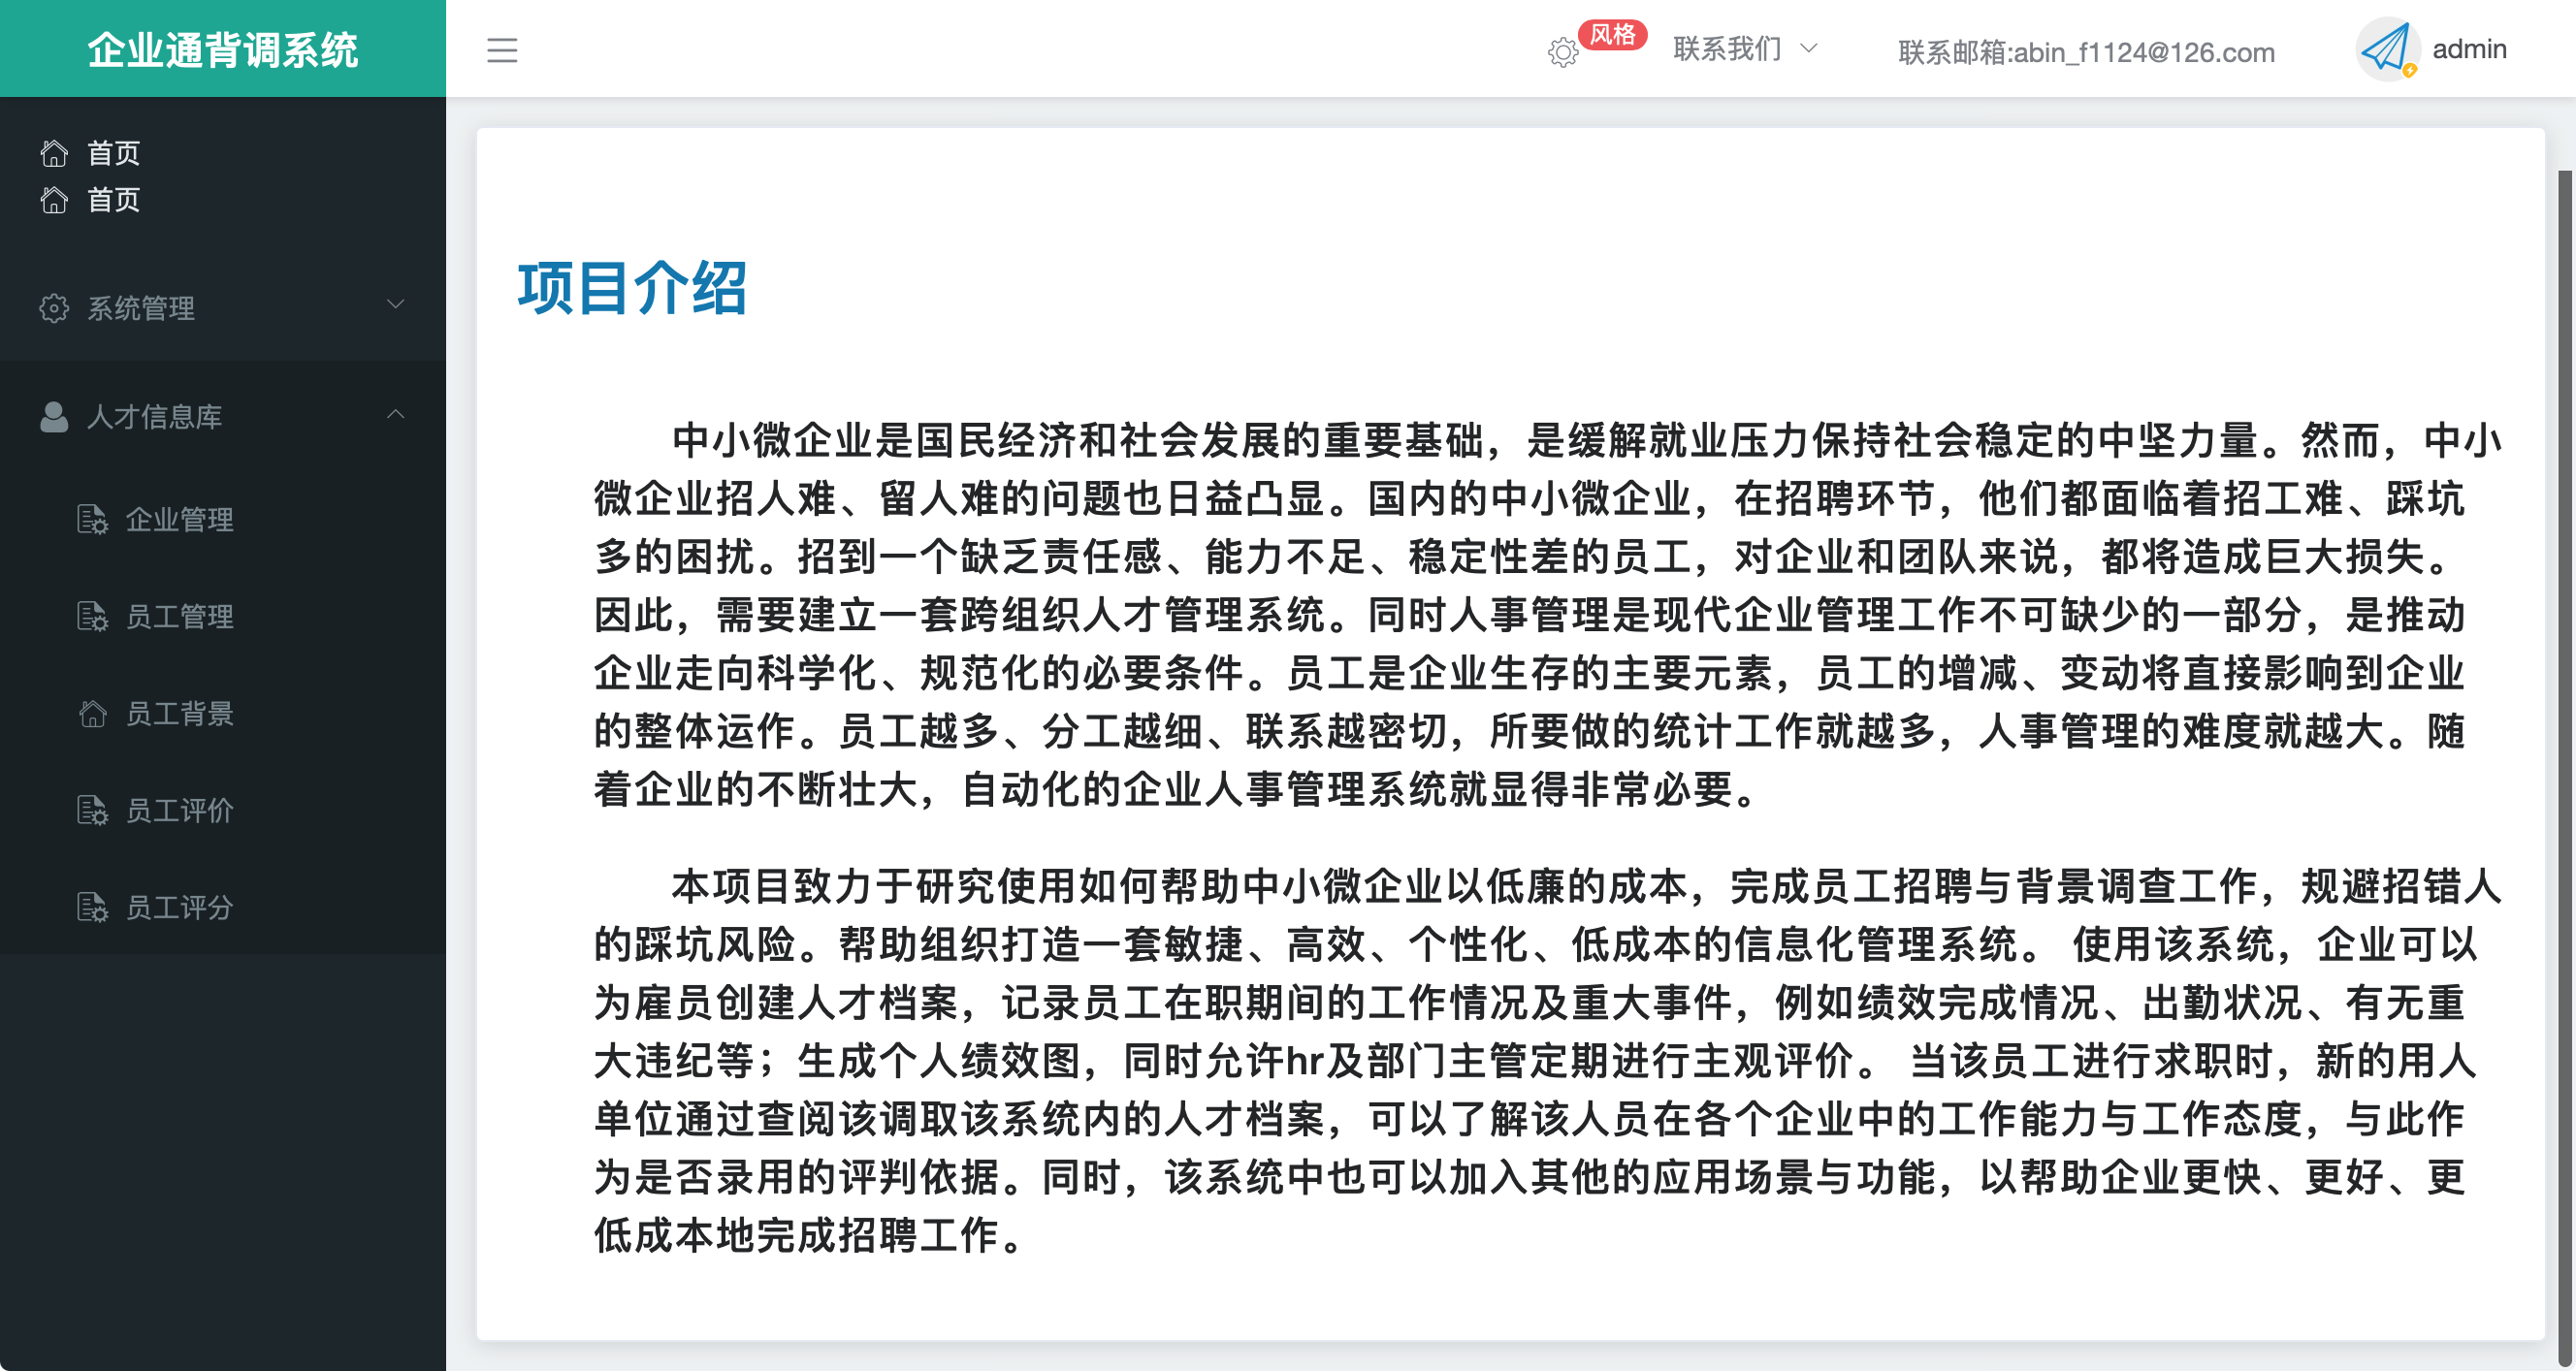 企业通背调系统
风格
联系我们
联系邮箱:abin_f1124@126.com
admin
首页
首页
系统管理
人才信息库
企业管理
员工管理
员工背景
员工评价
员工评分
项目介绍
中小微企业是国民经济和社会发展的重要基础，是缓解就业压力保持社会稳定的中坚力量。然而，中小
微企业招人难、留人难的问题也日益凸显。国内的中小微企业，在招聘环节，他们都面临着招工难、踩坑
多的困扰。招到一个缺乏责任感、能力不足、稳定性差的员工，对企业和团队来说，都将造成巨大损失。
因此，需要建立一套跨组织人才管理系统。同时人事管理是现代企业管理工作不可缺少的一部分，是推动
企业走向科学化、规范化的必要条件。员工是企业生存的主要元素，员工的增减、变动将直接影响到企业
的整体运作。员工越多、分工越细、联系越密切，所要做的统计工作就越多，人事管理的难度就越大。随
着企业的不断壮大，自动化的企业人事管理系统就显得非常必要。
本项目致力于研究使用如何帮助中小微企业以低廉的成本，完成员工招聘与背景调查工作，规避招错人
的踩坑风险。帮助组织打造一套敏捷、高效、个性化、低成本的信息化管理系统。 使用该系统，企业可以
为雇员创建人才档案，记录员工在职期间的工作情况及重大事件，例如绩效完成情况、出勤状况、有无重
大违纪等；生成个人绩效图，同时允许hr及部门主管定期进行主观评价。 当该员工进行求职时，新的用人
单位通过查阅该调取该系统内的人才档案，可以了解该人员在各个企业中的工作能力与工作态度，与此作
为是否录用的评判依据。同时，该系统中也可以加入其他的应用场景与功能，以帮助企业更快、更好、更
低成本地完成招聘工作。